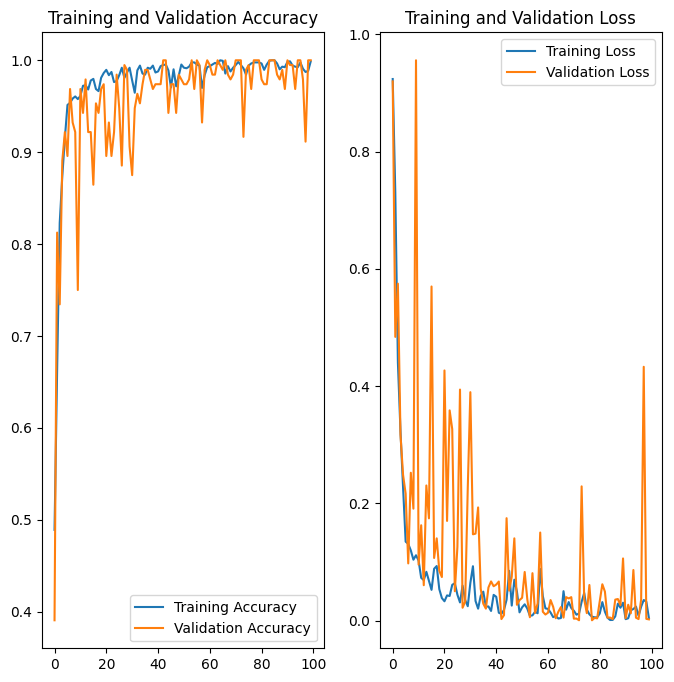 Training and Validation Accuracy
1.0
0.9
0.8
0.7
0.6
0.5
0.4
0 20 40 60 80 100
Training Accuracy
Validation Accuracy
Training and Validation Loss
1.0
0.8
0.6
0.4
0.2
0.0
0 20 40 60 80 100
Training Loss
Validation Loss